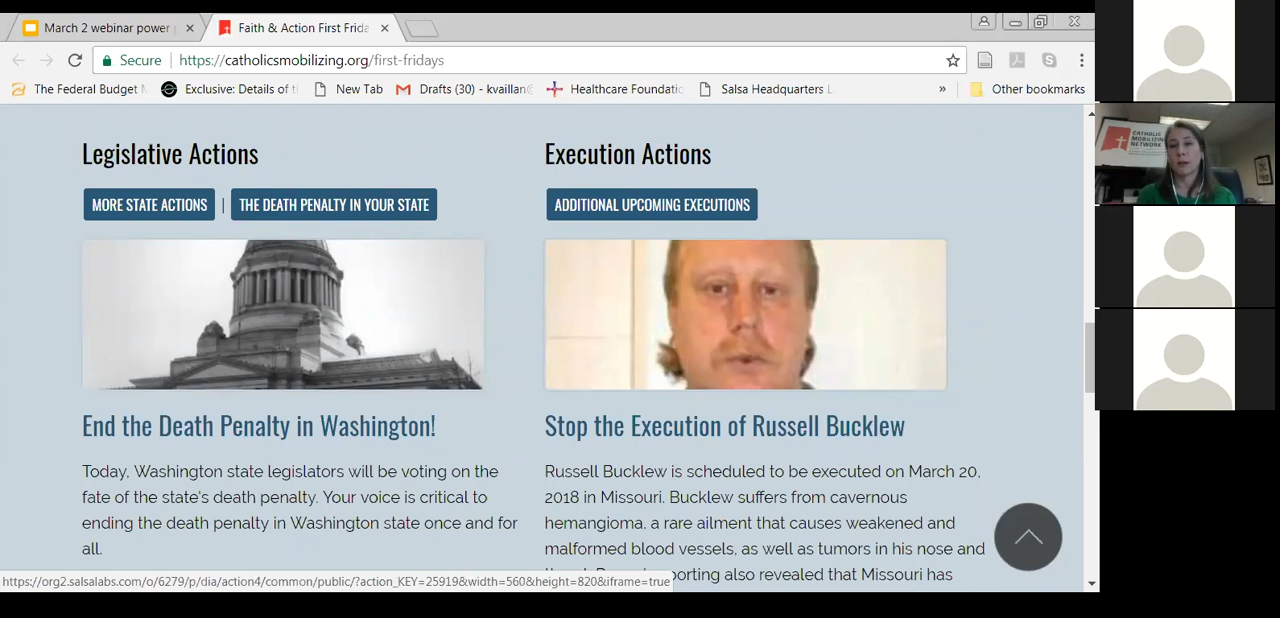 March 2 webinar power
Faith & Action First Frida
Secure
https://catholicsmobilizing.org/first-fridays
The Federal Budget
Exclusive: Details of t
New Tab
Drafts (30) - kvaillan
Healthcare Foundatio
Salsa Headquarters L
»
Other bookmarks
Legislative Actions
MORE STATE ACTIONS | THE DEATH PENALTY IN YOUR STATE
End the Death Penalty in Washington!
Today, Washington state legislators will be voting on the
fate of the state's death penalty. Your voice is critical to
ending the death penalty in Washington state once and for
all.
Execution Actions
ADDITIONAL UPCOMING EXECUTIONS
Stop the Execution of Russell Bucklew
Russell Bucklew is scheduled to be executed on March 20,
2018 in Missouri. Bucklew suffers from cavernous
hemangioma, a rare ailment that causes weakened and
malformed blood vessels, as well as tumors in his nose and
also revealed that Missouri has
https://org2.salsalabs.com/o/6279/p/dia/action4/common/public/?action_KEY=25919&width=560&height=820&iframe=true
CATHOLIC
MOBILIZING
NETWORK